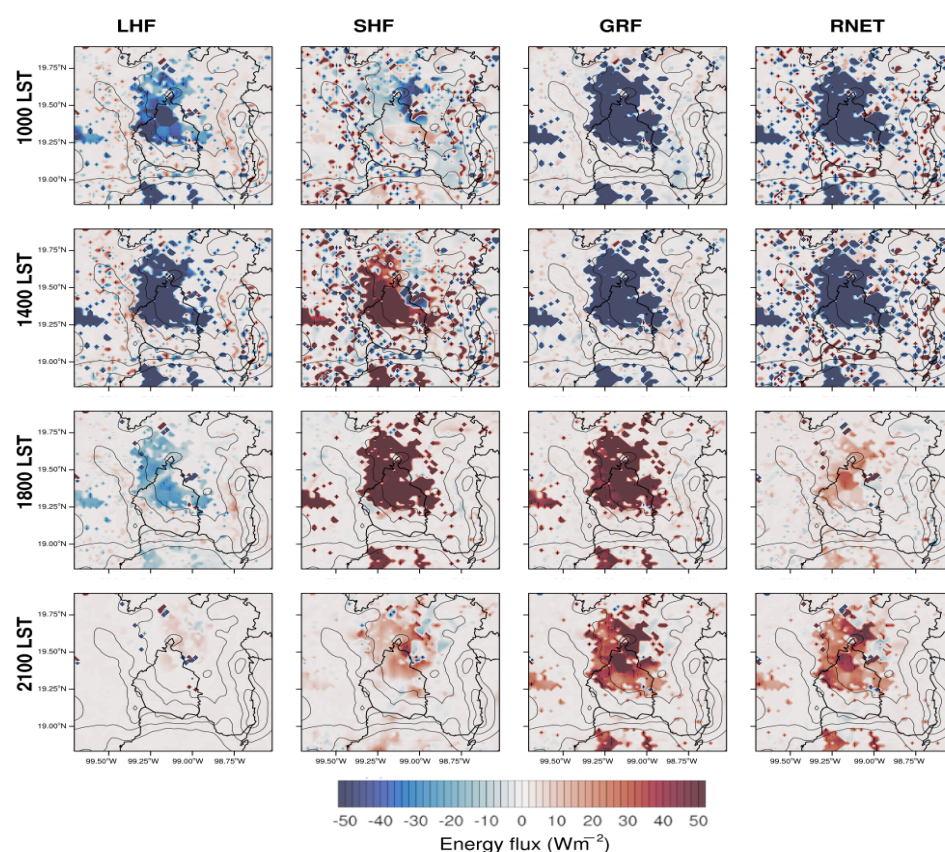 LHF SHF GRF RNET
1000 LST
19.75°N
19.50°N
19.25°N
19.00°N
1400 LST
19.75°N
19.50°N
19.25°N
19.00°N
1800 LST
19.75°N
19.50°N
19.25°N
19.00°N
2100 LST
19.75°N
19.50°N
19.25°N
19.00°N
99.50°W 99.25°W 99.00°W 98.75°W 99.50°W 99.25°W 99.00°W 98.75°W 99.50°W 99.25°W 99.00°W 98.75°W 99.50°W 99.25°W 99.00°W 98.75°W
-50 -40 -30 -20 -10 0 10 20 30 40 50
Energy flux (Wm⁻²)